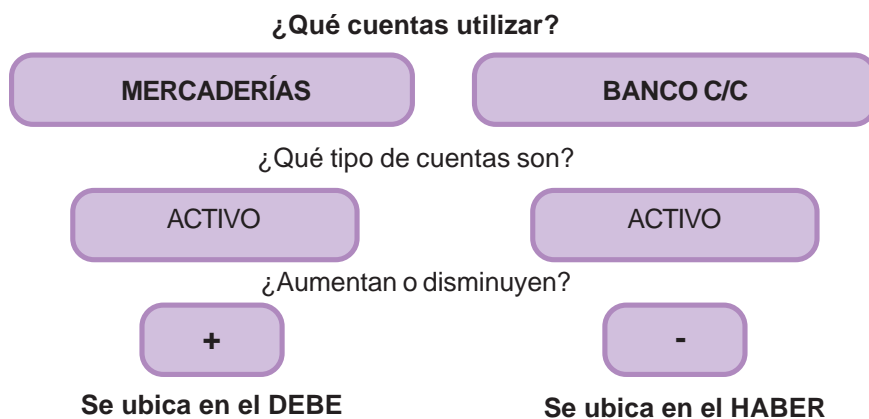 ¿Qué cuentas utilizar?
MERCADERÍAS BANCO C/C
¿Qué tipo de cuentas son?
ACTIVO ACTIVO
¿Aumentan o disminuyen?
+ -
Se ubica en el DEBE Se ubica en el HABER